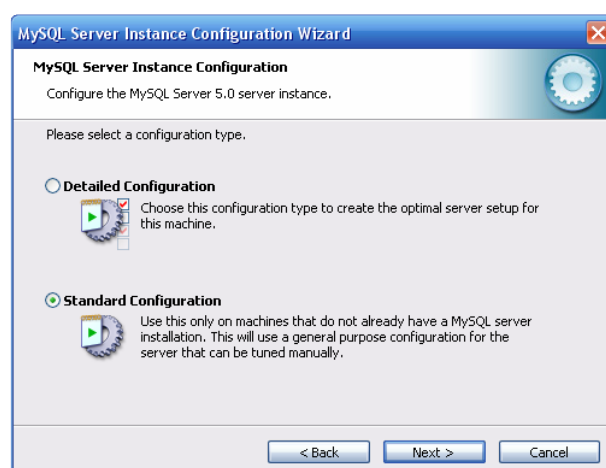 MySQL Server Instance Configuration Wizard
MySQL Server Instance Configuration
Configure the MySQL Server 5.0 server instance.
Please select a configuration type.
Detailed Configuration
Choose this configuration type to create the optimal server setup for
this machine.
Standard Configuration
Use this only on machines that do not already have a MySQL server
installation. This will use a general purpose configuration for the
server that can be tuned manually.
< Back Next > Cancel